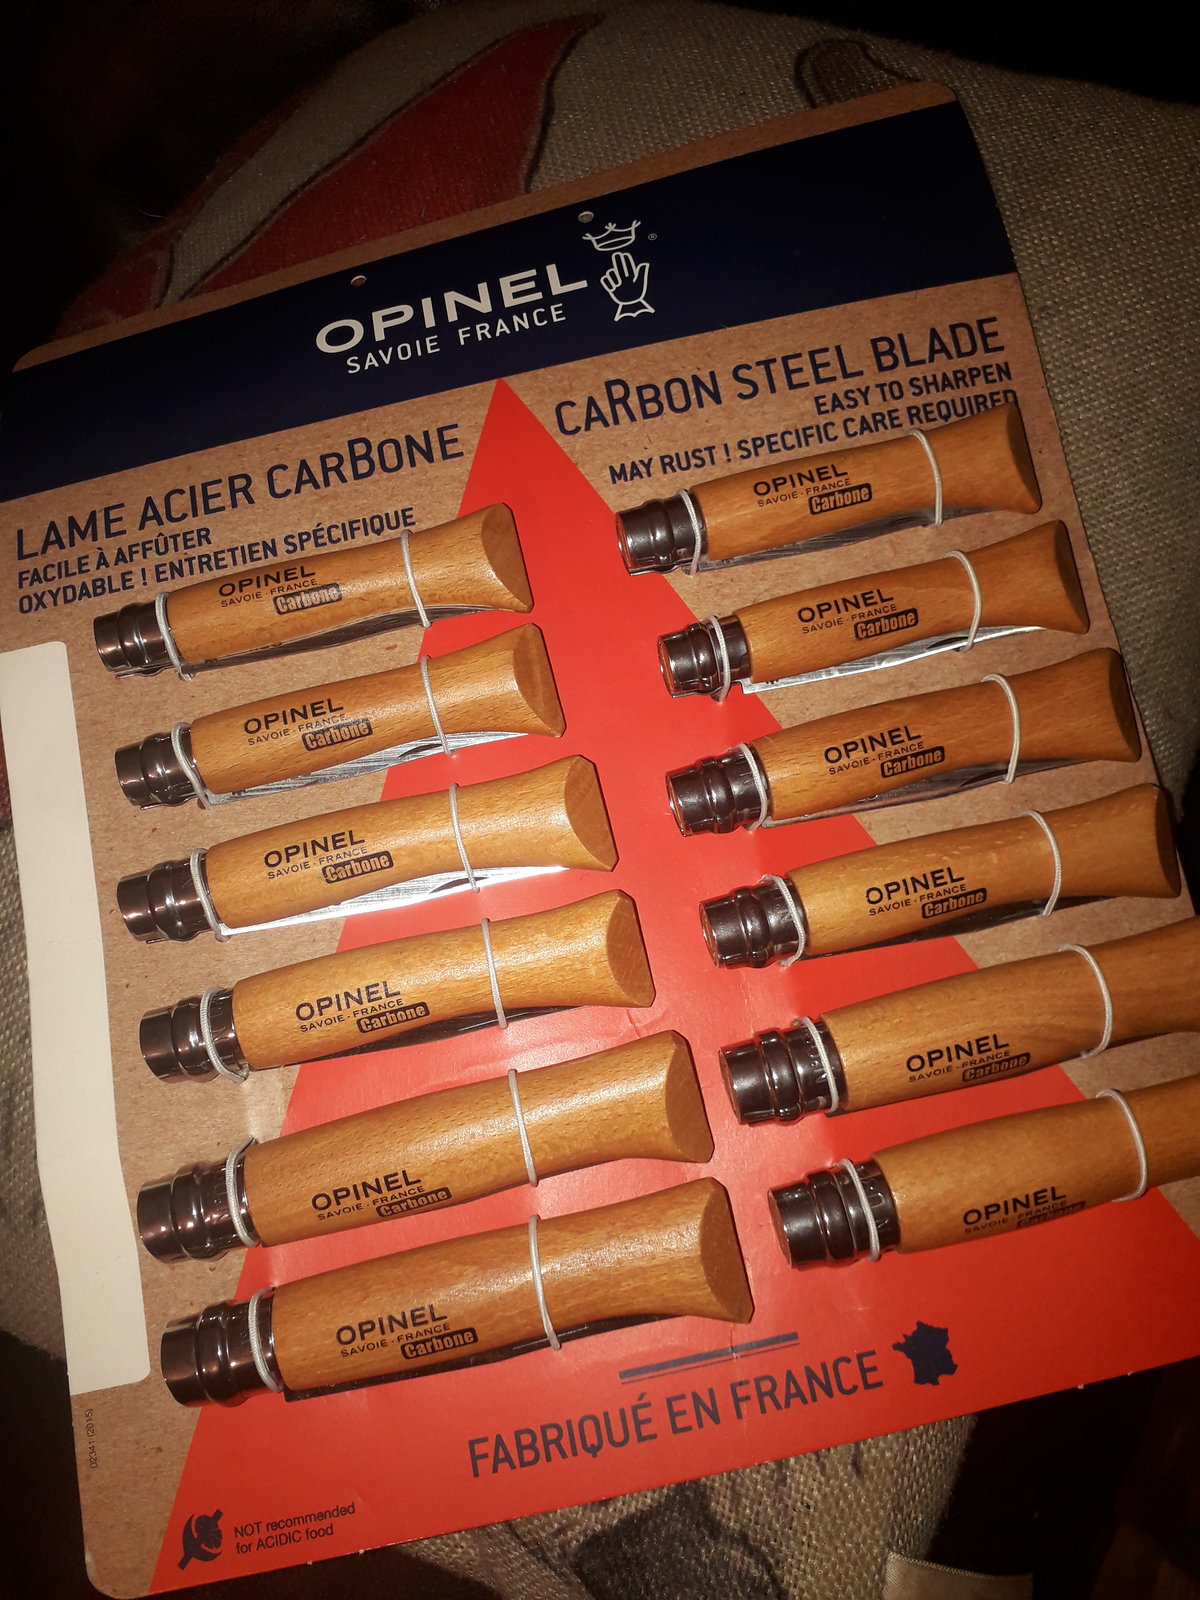 OPINEL
SAVOIE FRANCE
®
LAME ACIER CARBONE
FACILE À AFFÛTER
OXYDABLE ! ENTRETIEN SPÉCIFIQUE
CARBON STEEL BLADE
EASY TO SHARPEN
MAY RUST ! SPECIFIC CARE REQUIRED
OPINEL
SAVOIE - FRANCE
Carbone
OPINEL
SAVOIE - FRANCE
Carbone
OPINEL
SAVOIE - FRANCE
Carbone
OPINEL
SAVOIE - FRANCE
Carbone
OPINEL
SAVOIE - FRANCE
Carbone
OPINEL
SAVOIE - FRANCE
Carbone
OPINEL
SAVOIE - FRANCE
Carbone
OPINEL
SAVOIE - FRANCE
Carbone
OPINEL
SAVOIE - FRANCE
Carbone
OPINEL
SAVOIE - FRANCE
Carbone
OPINEL
SAVOIE - FRANCE
Carbone
OPINEL
SAVOIE - FRANCE
Carbone
FABRIQUÉ EN FRANCE
02341 (2015)
NOT recommended
for ACIDIC food